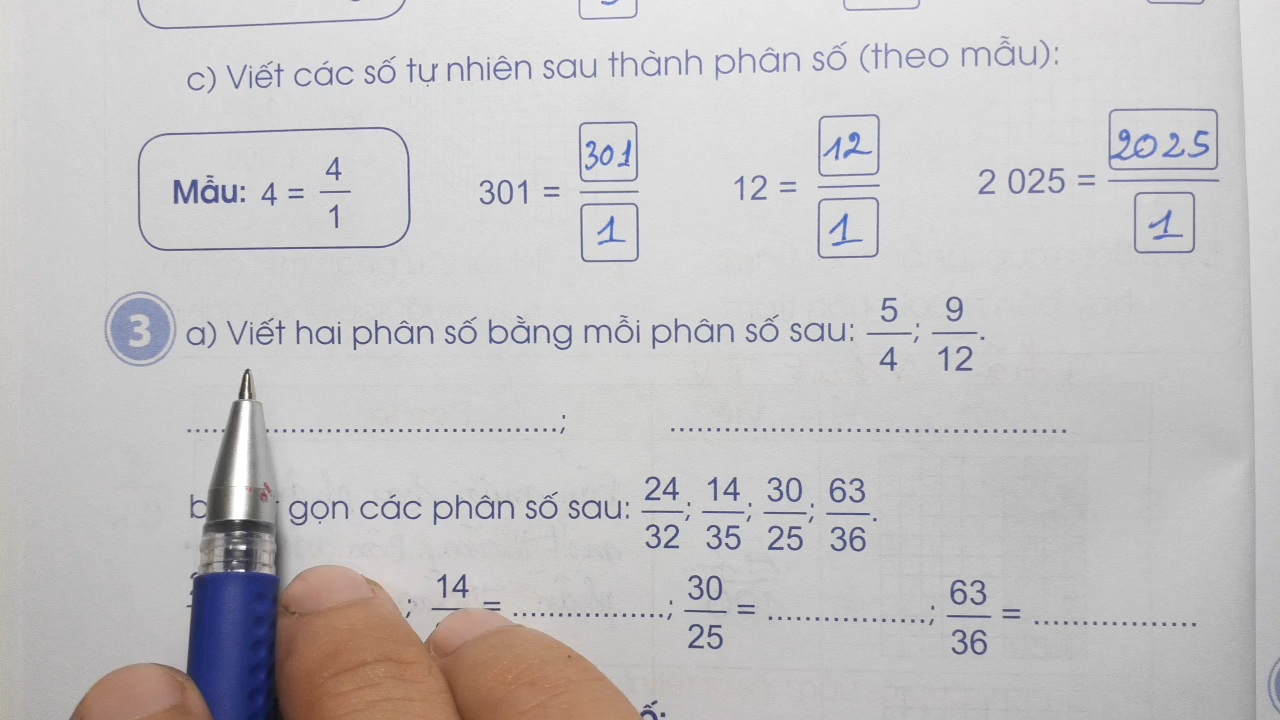 c) Viết các số tự nhiên sau thành phân số (theo mẫu):
Mẫu: 4 = 4/1 301 = 301/1 12 = 12/1 2 025 = 2025/1
3 a) Viết hai phân số bằng mỗi phân số sau: 5/4; 9/12.
......................................; ......................................
gọn các phân số sau: 24/32; 14/35; 30/25; 63/36.
; 14 = ................; 30/25 = ................; 63/36 = ................